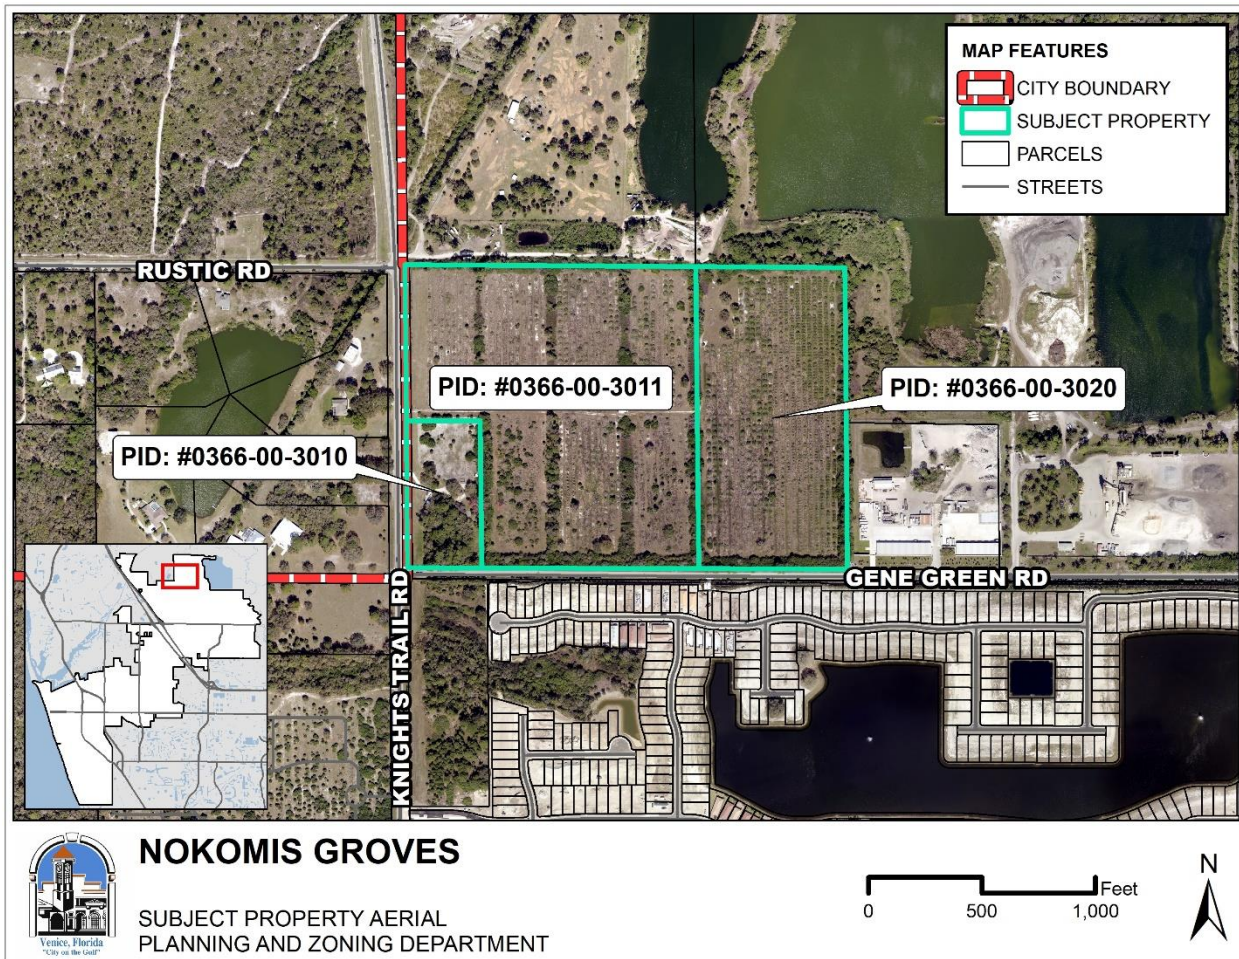 MAP FEATURES
CITY BOUNDARY
SUBJECT PROPERTY
PARCELS
STREETS
RUSTIC RD
PID: #0366-00-3011
PID: #0366-00-3020
PID: #0366-00-3010
GENE GREEN RD
KNIGHTS TRAIL RD
NOKOMIS GROVES
SUBJECT PROPERTY AERIAL
PLANNING AND ZONING DEPARTMENT
Venice, Florida
"City on the Gulf"
Feet
0 500 1,000
N